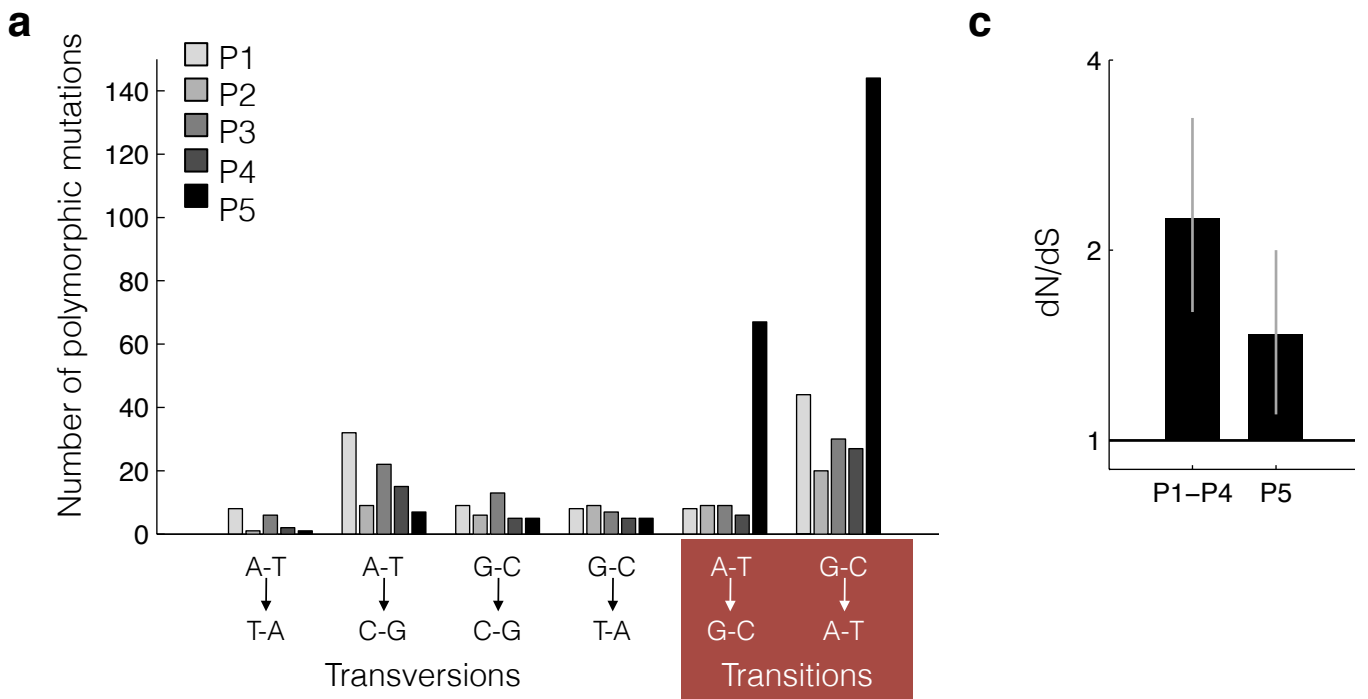 a
P1
P2
P3
P4
P5
Number of polymorphic mutations
140
120
100
80
60
40
20
0
A-T A-T G-C G-C A-T G-C
T-A C-G C-G T-A G-C A-T
Transversions Transitions
c
dN/dS
4
2
1
P1–P4 P5